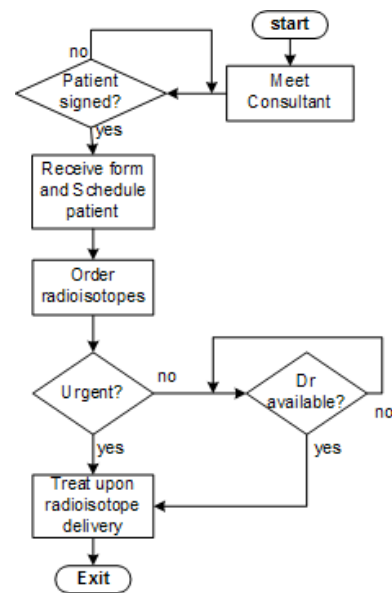 start
Meet
Consultant
no
Patient
signed?
yes
Receive form
and Schedule
patient
Order
radioisotopes
Urgent?
no
Dr
available?
no
yes
yes
Treat upon
radioisotope
delivery
Exit